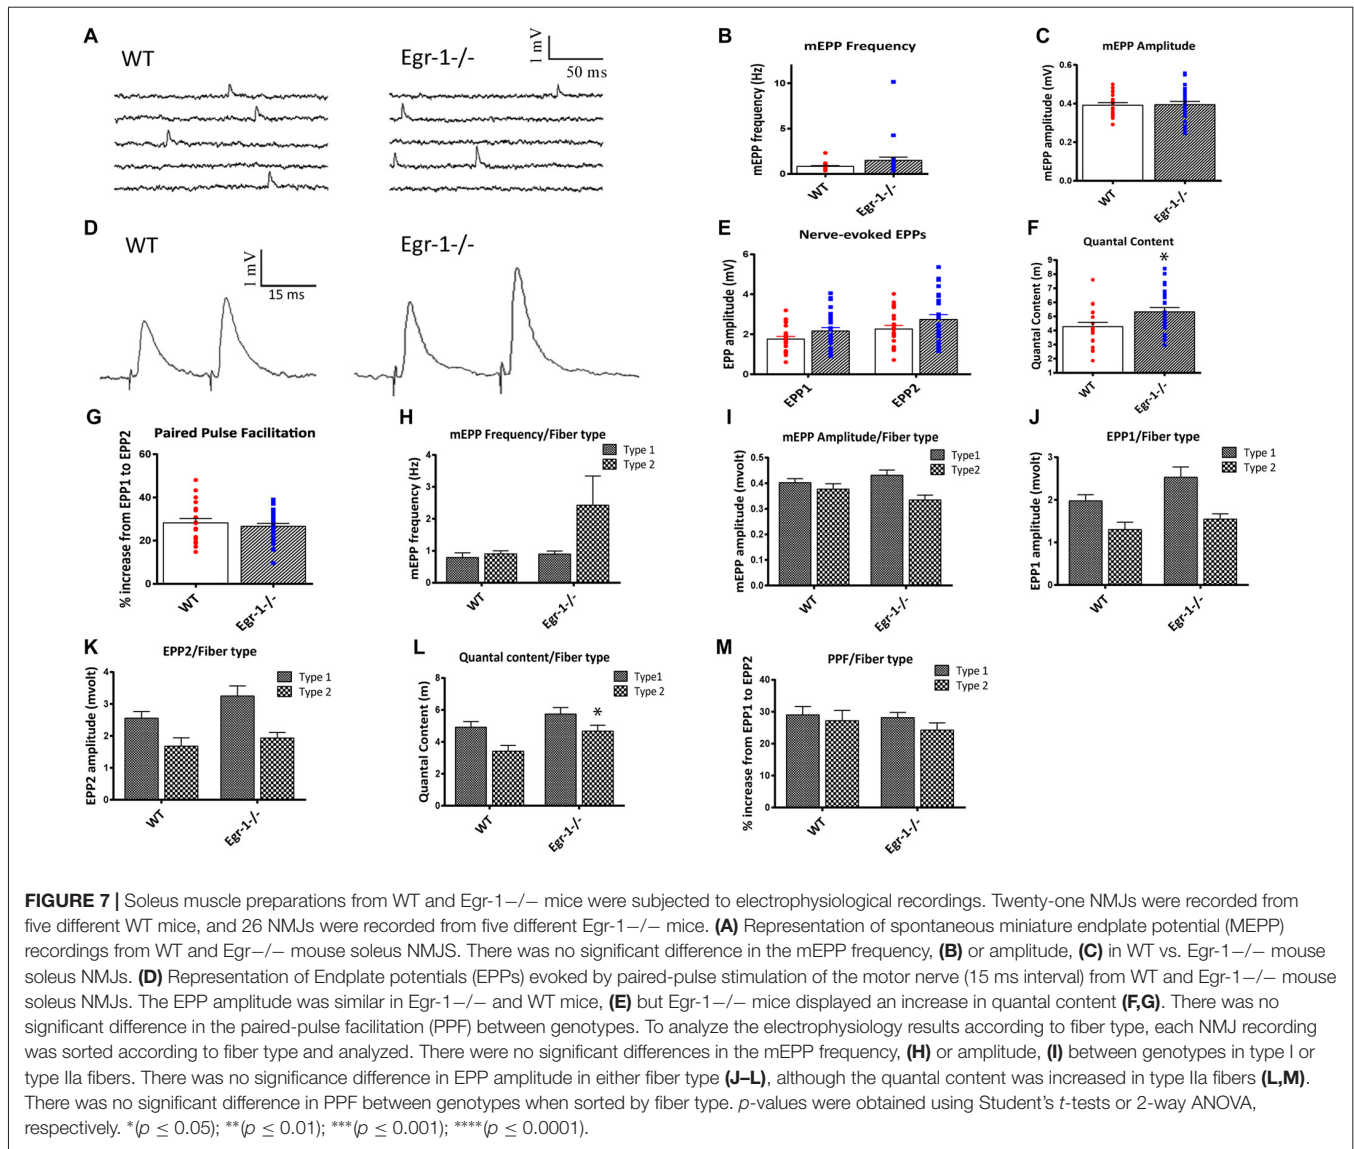 A
WT
Egr-1-/-
1 mV
50 ms
B
mEPP Frequency
mEPP frequency (Hz)
10
5
0
WT
Egr-1-/-
C
mEPP Amplitude
mEPP amplitude (mV)
0.6
0.4
0.2
0.0
WT
Egr-1-/-
D
WT
Egr-1-/-
1 mV
15 ms
E
Nerve-evoked EPPs
EPP amplitude (mV)
6
4
2
0
EPP1
EPP2
F
Quantal Content
*
Quantal Content (m)
9
8
7
6
5
4
3
2
1
WT
Egr-1-/-
G
Paired Pulse Facilitation
% increase from EPP1 to EPP2
60
40
20
0
WT
Egr-1-/-
H
mEPP Frequency/Fiber type
Type 1
Type 2
mEPP frequency (Hz)
4
3
2
1
0
WT
Egr-1-/-
I
mEPP Amplitude/Fiber type
Type1
Type2
mEPP amplitude (mvolt)
0.5
0.4
0.3
0.2
0.1
0.0
WT
Egr-1-/-
J
EPP1/Fiber type
Type 1
Type 2
EPP1 amplitude (mvolt)
3
2
1
0
WT
Egr-1-/-
K
EPP2/Fiber type
Type 1
Type 2
EPP2 amplitude (mvolt)
4
3
2
1
0
WT
Egr-1-/-
L
Quantal content/Fiber type
Type1
Type 2
*
Quantal Content (m)
8
6
4
2
0
WT
Egr-1-/-
M
PPF/Fiber type
Type 1
Type 2
% increase from EPP1 to EPP2
40
30
20
10
0
WT
Egr-1-/-
FIGURE 7 | Soleus muscle preparations from WT and Egr-1−/− mice were subjected to electrophysiological recordings. Twenty-one NMJs were recorded from
five different WT mice, and 26 NMJs were recorded from five different Egr-1−/− mice. (A) Representation of spontaneous miniature endplate potential (MEPP)
recordings from WT and Egr−/− mouse soleus NMJS. There was no significant difference in the mEPP frequency, (B) or amplitude, (C) in WT vs. Egr-1−/− mouse
soleus NMJs. (D) Representation of Endplate potentials (EPPs) evoked by paired-pulse stimulation of the motor nerve (15 ms interval) from WT and Egr-1−/− mouse
soleus NMJs. The EPP amplitude was similar in Egr-1−/− and WT mice, (E) but Egr-1−/− mice displayed an increase in quantal content (F,G). There was no
significant difference in the paired-pulse facilitation (PPF) between genotypes. To analyze the electrophysiology results according to fiber type, each NMJ recording
was sorted according to fiber type and analyzed. There were no significant differences in the mEPP frequency, (H) or amplitude, (I) between genotypes in type I or
type IIa fibers. There was no significance difference in EPP amplitude in either fiber type (J–L), although the quantal content was increased in type IIa fibers (L,M).
There was no significant difference in PPF between genotypes when sorted by fiber type. p-values were obtained using Student's t-tests or 2-way ANOVA,
respectively. *(p ≤ 0.05); **(p ≤ 0.01); ***(p ≤ 0.001); ****(p ≤ 0.0001).